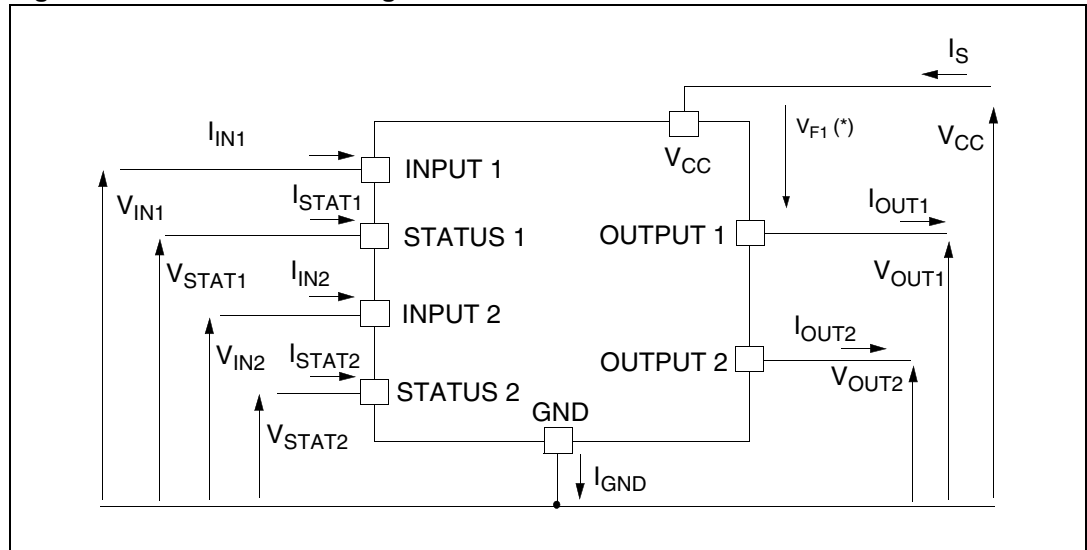 I_S
V_F1 (*)
V_CC
V_CC
I_IN1
INPUT 1
V_IN1
I_STAT1
STATUS 1
V_STAT1
I_IN2
INPUT 2
V_IN2
I_STAT2
STATUS 2
V_STAT2
OUTPUT 1
I_OUT1
V_OUT1
OUTPUT 2
I_OUT2
V_OUT2
GND
I_GND